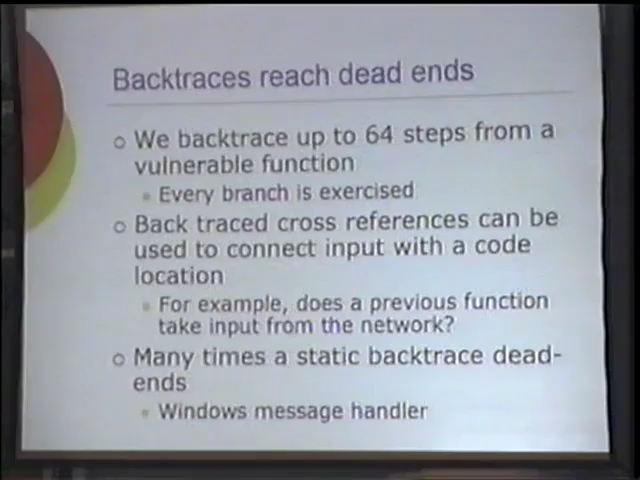 Backtraces reach dead ends
We backtrace up to 64 steps from a
vulnerable function
Every branch is exercised
Back traced cross references can be
used to connect input with a code
location
For example, does a previous function
take input from the network?
Many times a static backtrace dead-
ends
Windows message handler